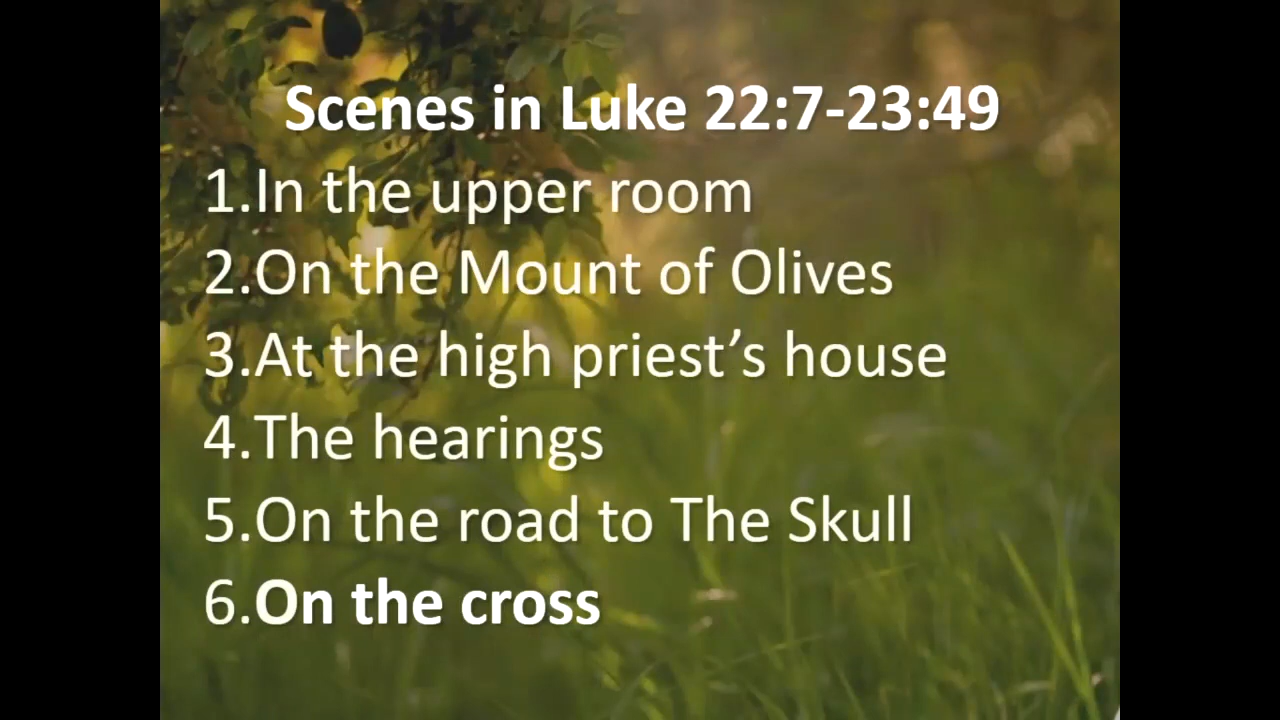 Scenes in Luke 22:7-23:49
1.In the upper room
2.On the Mount of Olives
3.At the high priest’s house
4.The hearings
5.On the road to The Skull
6.On the cross